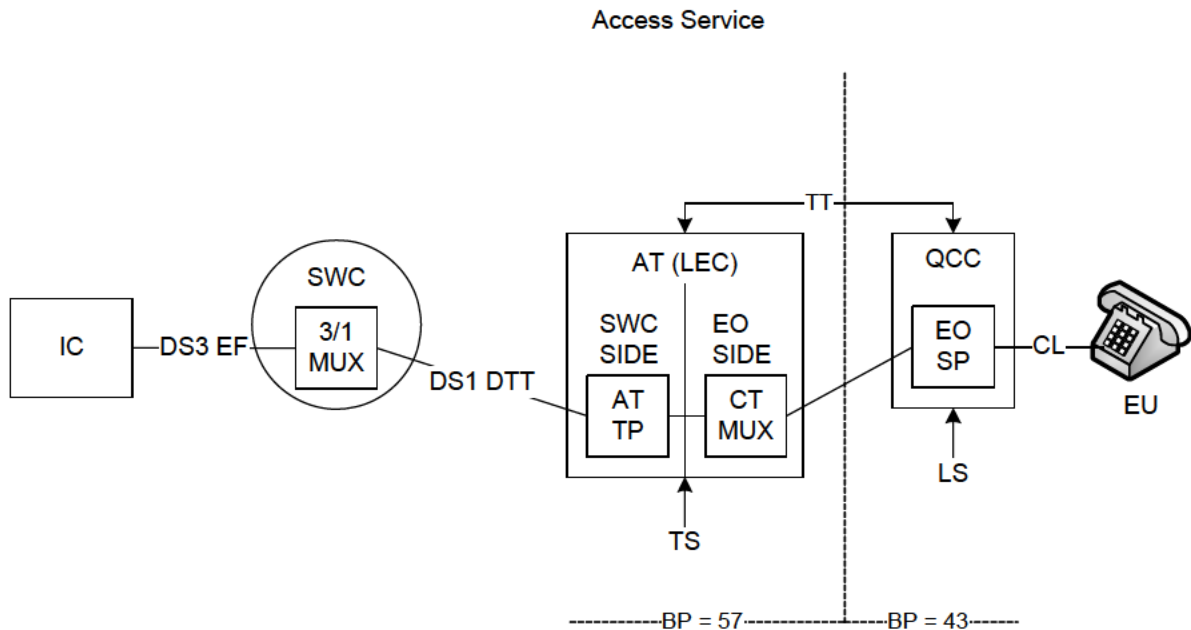 Access Service
TT
IC
DS3 EF
SWC
3/1
MUX
DS1 DTT
AT (LEC)
SWC
SIDE
EO
SIDE
AT
TP
CT
MUX
TS
QCC
EO
SP
CL
EU
LS
BP = 57
BP = 43